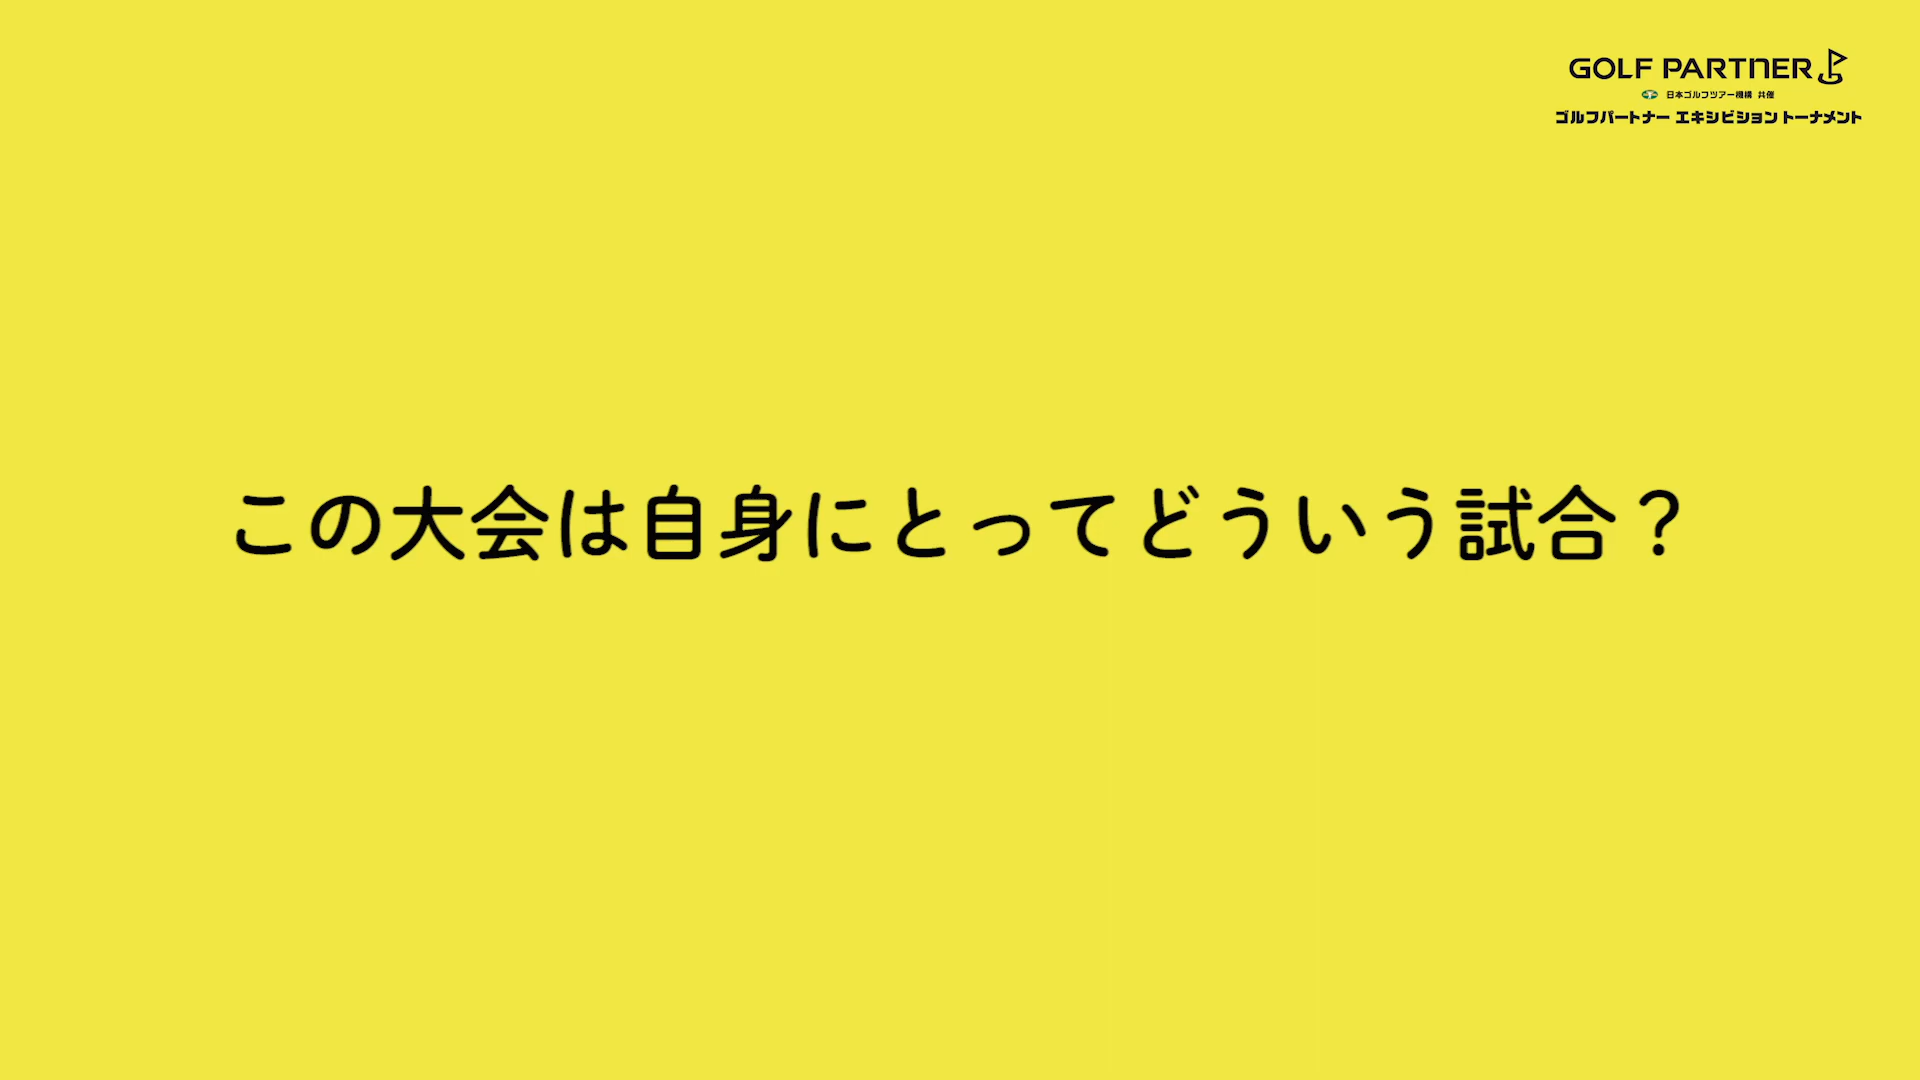 GOLF PARTNER
日本ゴルフツアー機構 共催
ゴルフパートナー エキシビション トーナメント
この大会は自身にとってどういう試合？